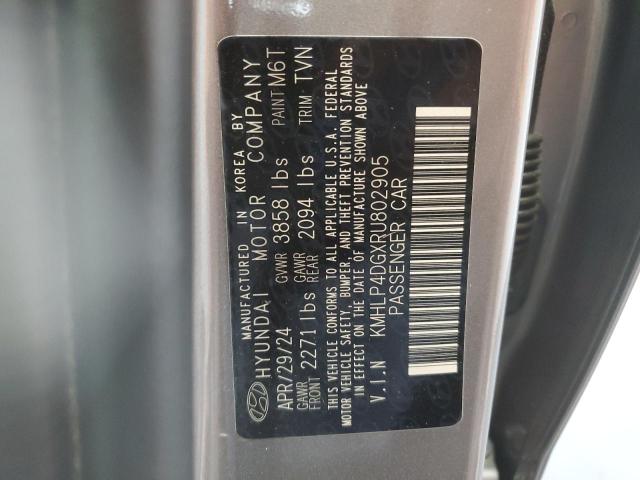 MANUFACTURED IN KOREA BY
HYUNDAI MOTOR COMPANY
APR/29/24 GVWR 3858 lbs PAINT M6T
GAWR FRONT 2271 lbs GAWR REAR 2094 lbs TRIM TVN
THIS VEHICLE CONFORMS TO ALL APPLICABLE U.S.A. FEDERAL
MOTOR VEHICLE SAFETY, BUMPER, AND THEFT PREVENTION STANDARDS
IN EFFECT ON THE DATE OF MANUFACTURE SHOWN ABOVE
V.I.N KMHLP4DGXRU802905
PASSENGER CAR